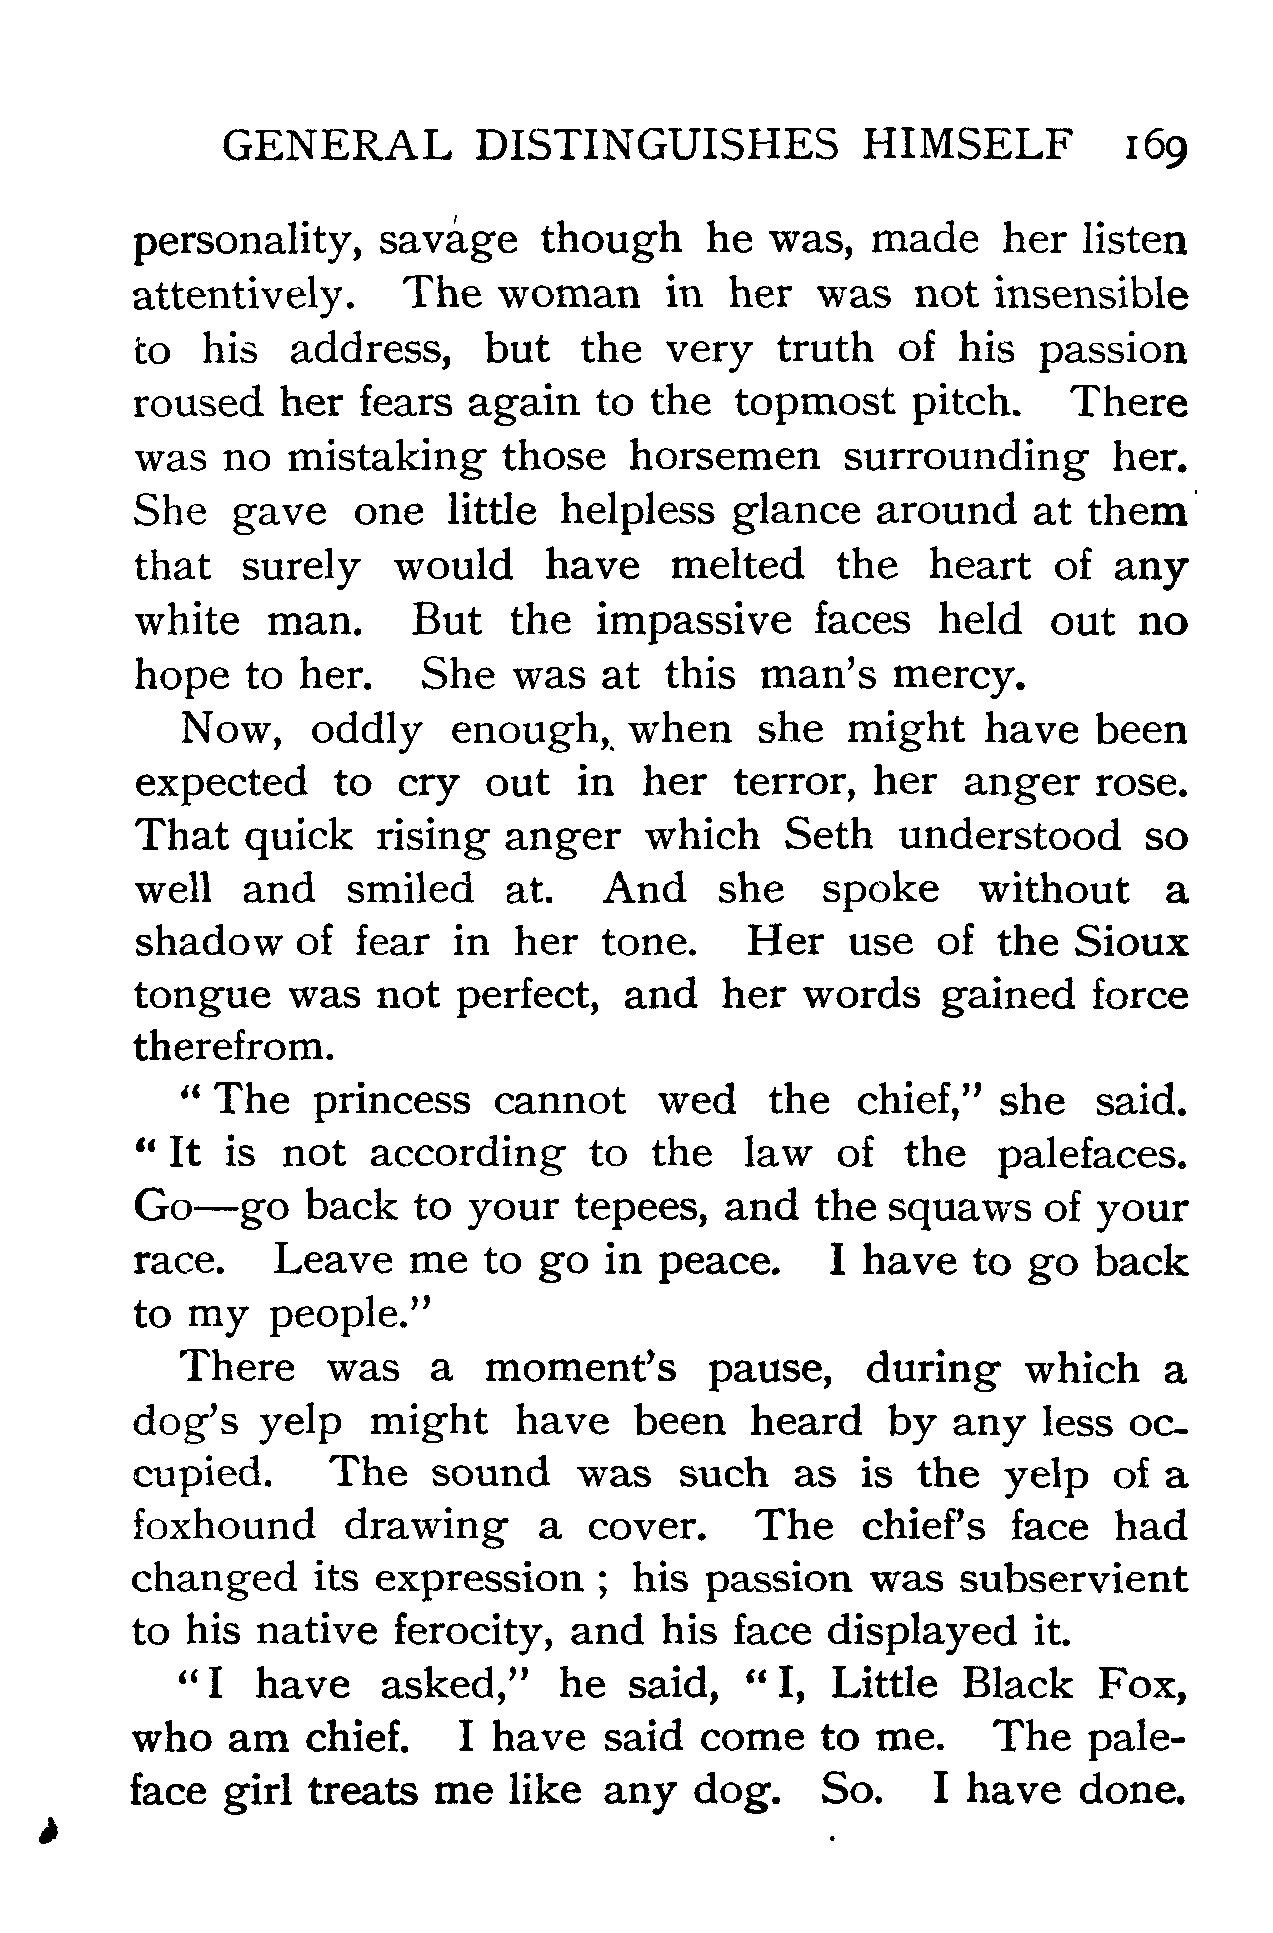 GENERAL DISTINGUISHES HIMSELF 169
personality, savage though he was, made her listen
attentively. The woman in her was not insensible
to his address, but the very truth of his passion
roused her fears again to the topmost pitch. There
was no mistaking those horsemen surrounding her.
She gave one little helpless glance around at them
that surely would have melted the heart of any
white man. But the impassive faces held out no
hope to her. She was at this man's mercy.
Now, oddly enough, when she might have been
expected to cry out in her terror, her anger rose.
That quick rising anger which Seth understood so
well and smiled at. And she spoke without a
shadow of fear in her tone. Her use of the Sioux
tongue was not perfect, and her words gained force
therefrom.
" The princess cannot wed the chief," she said.
" It is not according to the law of the palefaces.
Go—go back to your tepees, and the squaws of your
race. Leave me to go in peace. I have to go back
to my people."
There was a moment's pause, during which a
dog's yelp might have been heard by any less oc-
cupied. The sound was such as is the yelp of a
foxhound drawing a cover. The chief's face had
changed its expression ; his passion was subservient
to his native ferocity, and his face displayed it.
" I have asked," he said, " I, Little Black Fox,
who am chief. I have said come to me. The pale-
face girl treats me like any dog. So. I have done.